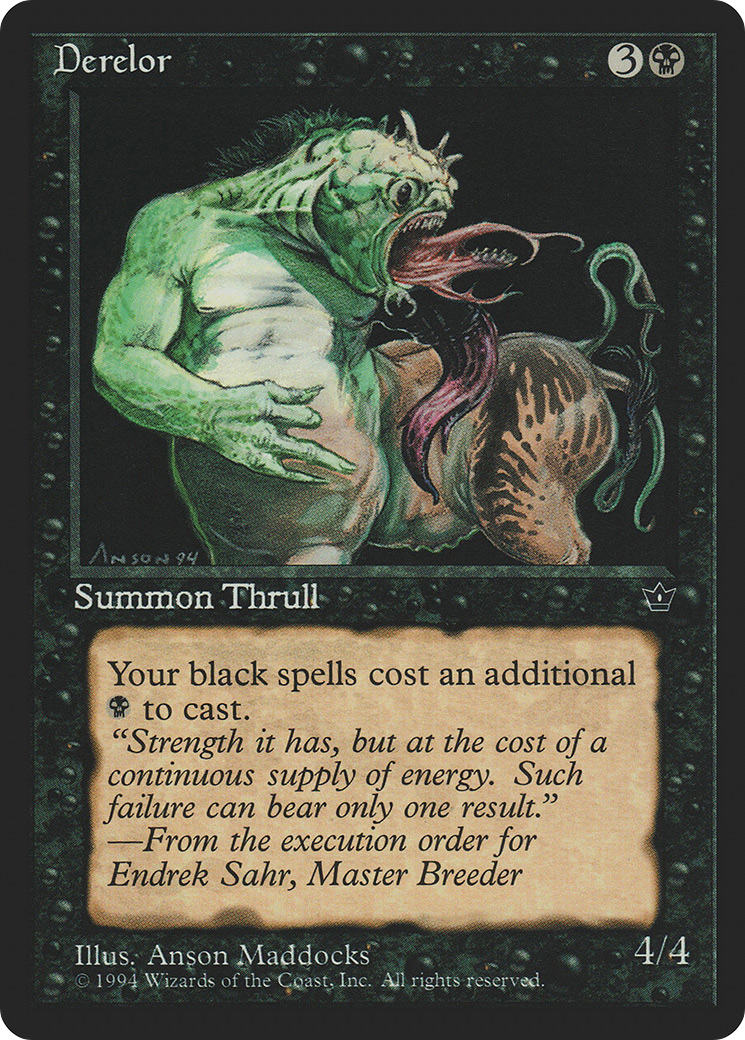 Derelor
3
ANSON 94
Summon Thrull
Your black spells cost an additional
to cast.
“Strength it has, but at the cost of a
continuous supply of energy. Such
failure can bear only one result.”
—From the execution order for
Endrek Sahr, Master Breeder
Illus. Anson Maddocks
4/4
© 1994 Wizards of the Coast, Inc. All rights reserved.